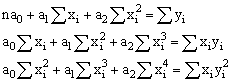 na₀ + a₁∑xᵢ + a₂∑xᵢ² = ∑yᵢ
a₀∑xᵢ + a₁∑xᵢ² + a₂∑xᵢ³ = ∑xᵢyᵢ
a₀∑xᵢ² + a₁∑xᵢ³ + a₂∑xᵢ⁴ = ∑xᵢyᵢ²